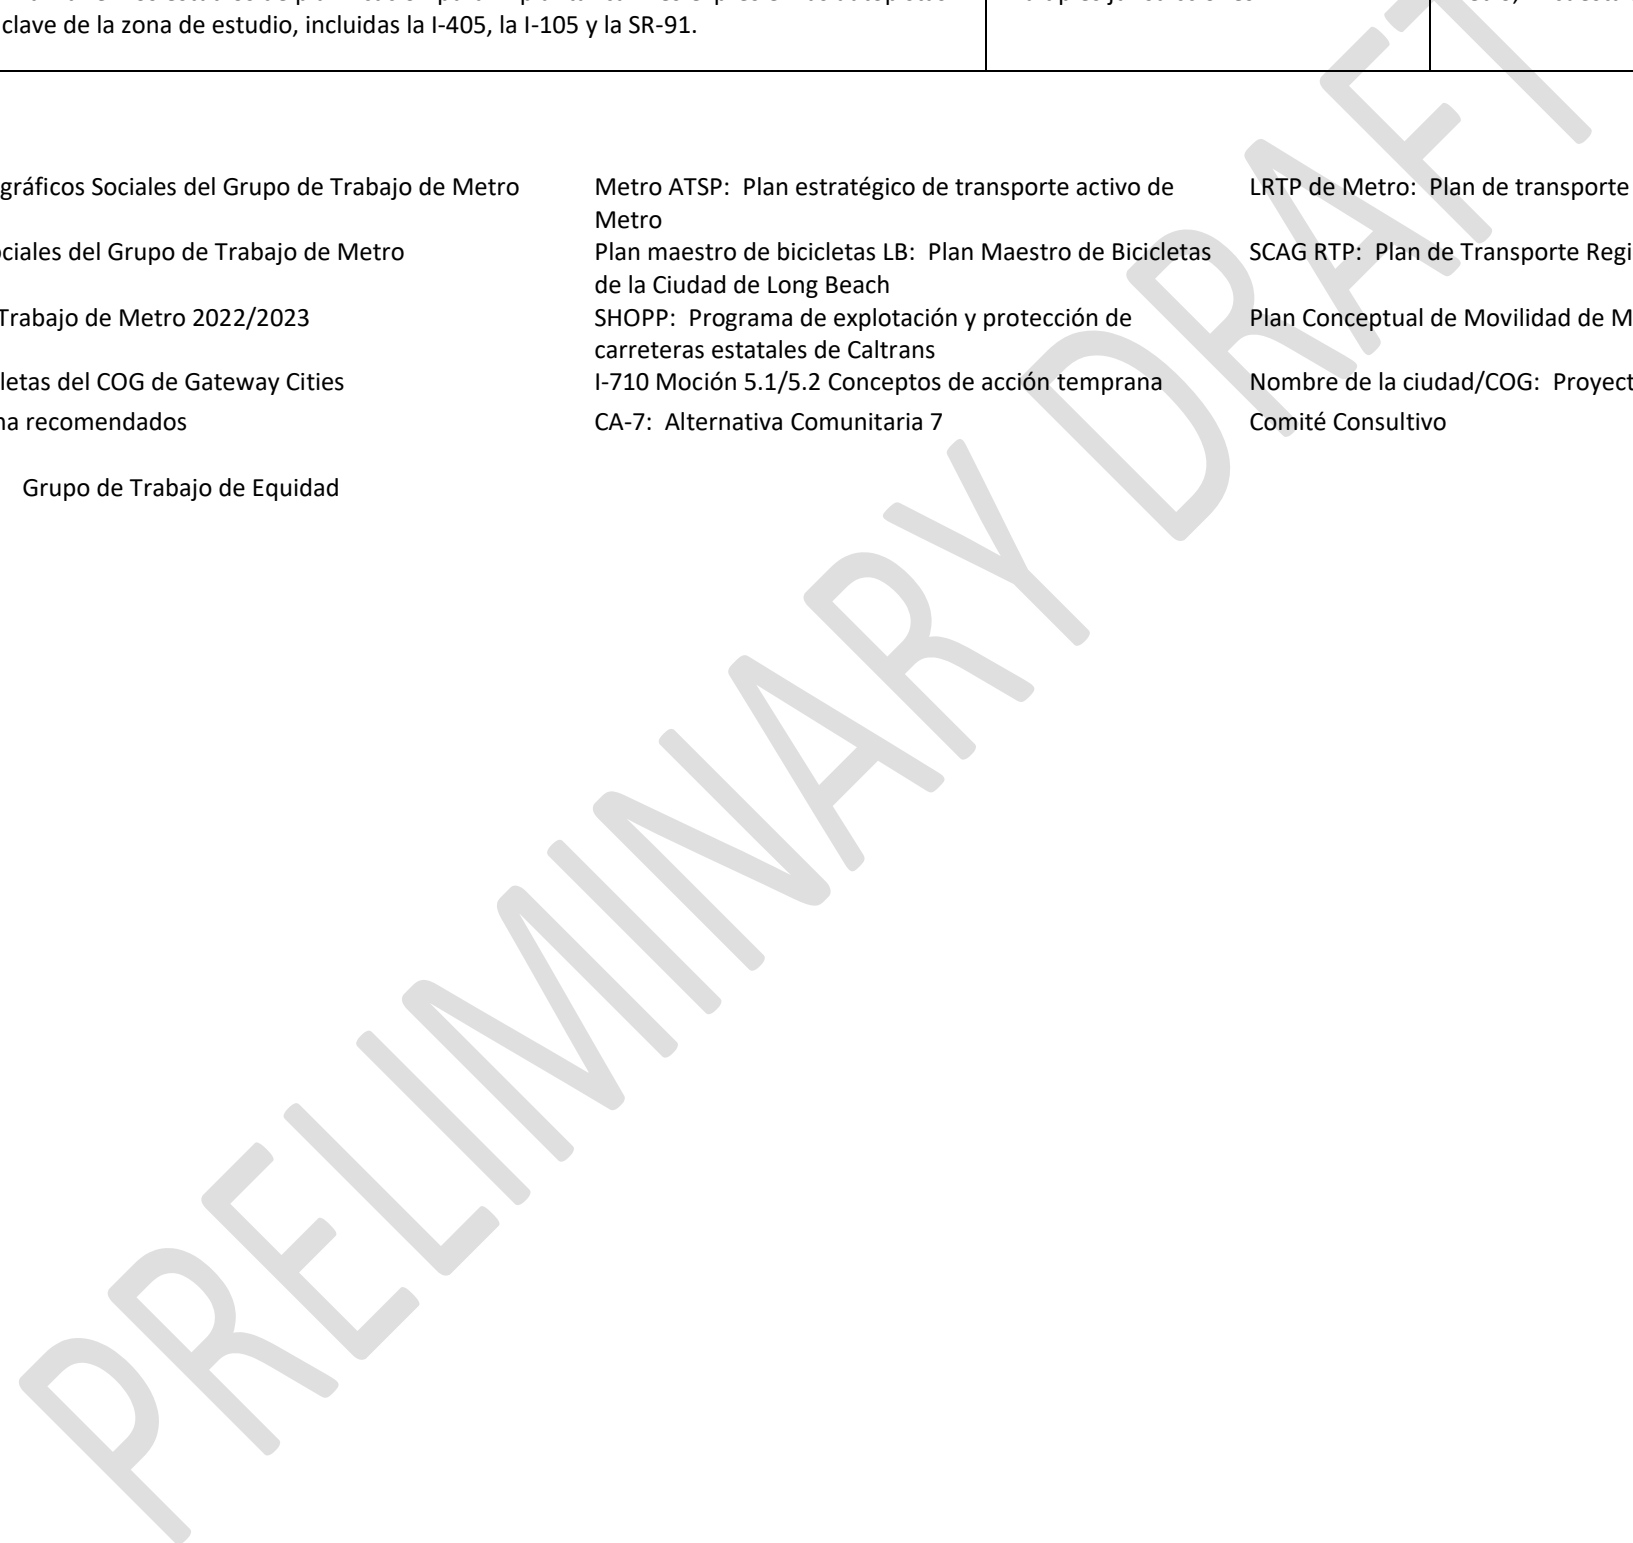 clave de la zona de estudio, incluidas la I-405, la I-105 y la SR-91.
gráficos Sociales del Grupo de Trabajo de Metro
Metro ATSP: Plan estratégico de transporte activo de
Metro
LRTP de Metro: Plan de transporte
ociales del Grupo de Trabajo de Metro
Plan maestro de bicicletas LB: Plan Maestro de Bicicletas
de la Ciudad de Long Beach
SCAG RTP: Plan de Transporte Regi
Trabajo de Metro 2022/2023
SHOPP: Programa de explotación y protección de
carreteras estatales de Caltrans
Plan Conceptual de Movilidad de M
letas del COG de Gateway Cities
I-710 Moción 5.1/5.2 Conceptos de acción temprana
Nombre de la ciudad/COG: Proyect
na recomendados
CA-7: Alternativa Comunitaria 7
Comité Consultivo
Grupo de Trabajo de Equidad
PRELIMINARY DRAFT